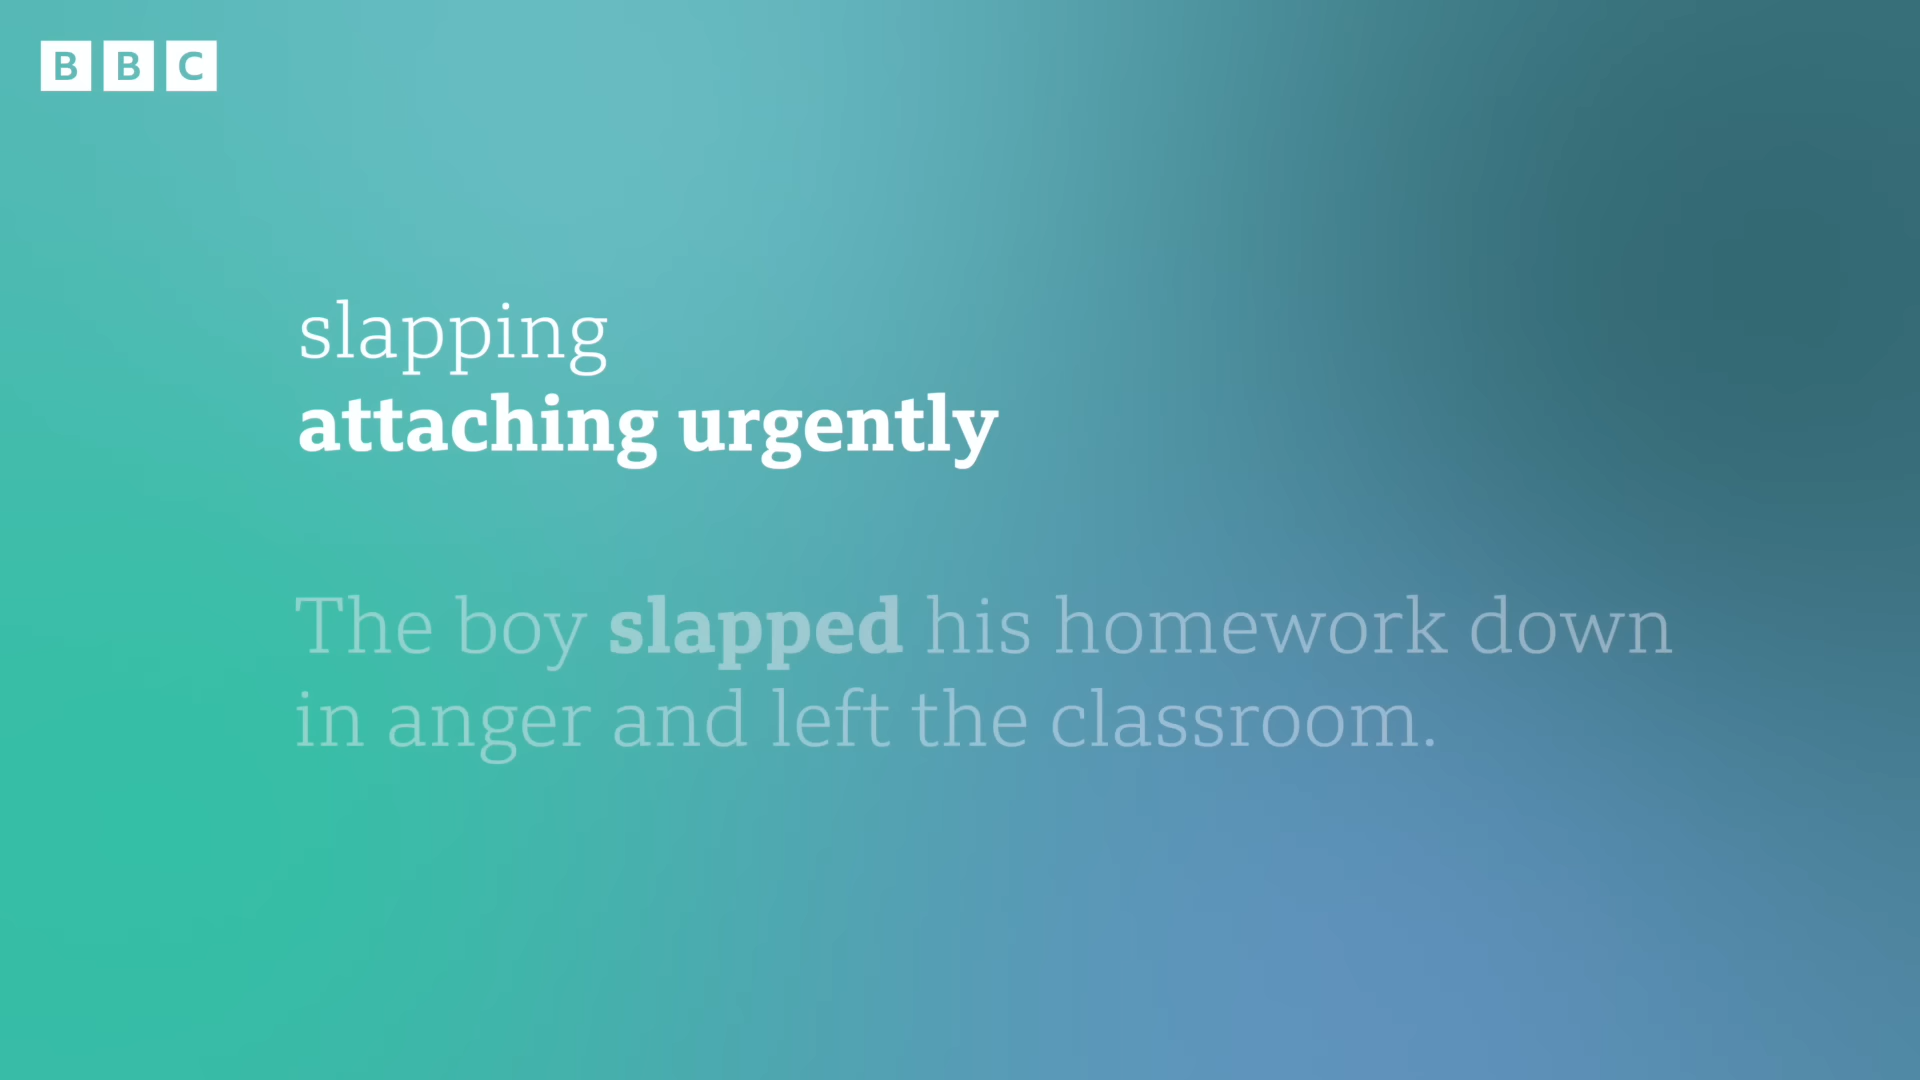 BBC
slapping
attaching urgently
The boy slapped his homework down
in anger and left the classroom.